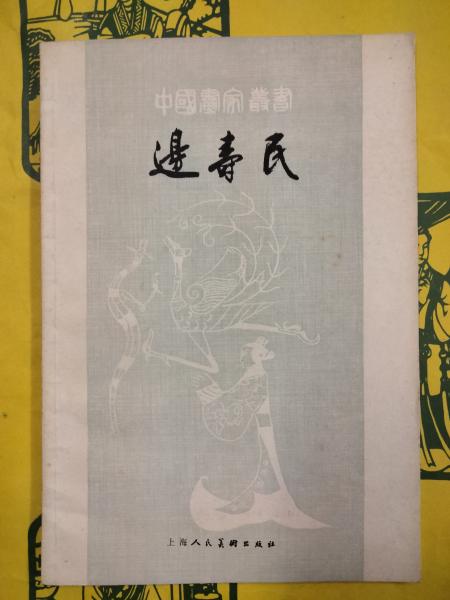 中國畫家叢書
邊壽民
上海人民美術出版社